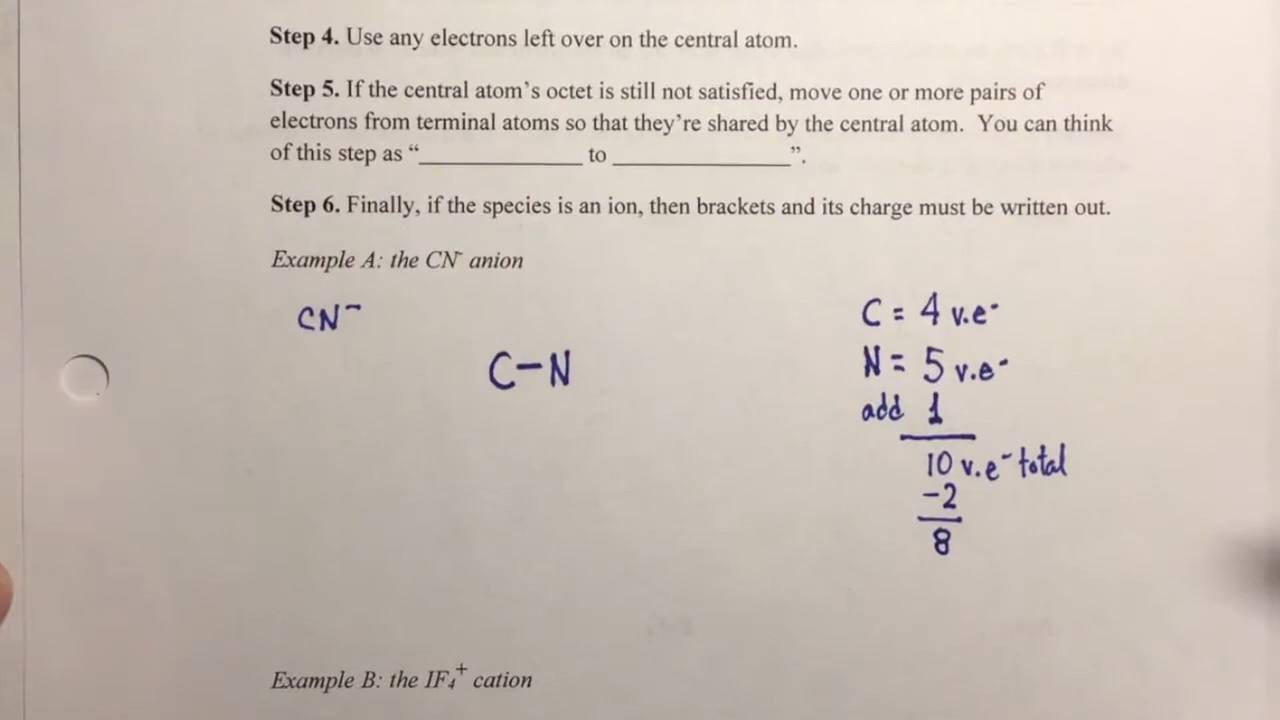 Step 4. Use any electrons left over on the central atom.
Step 5. If the central atom's octet is still not satisfied, move one or more pairs of
electrons from terminal atoms so that they're shared by the central atom. You can think
of this step as “_____________ to ______________”.
Step 6. Finally, if the species is an ion, then brackets and its charge must be written out.
Example A: the CN⁻ anion
CN⁻
C = 4 v.e⁻
C–N
N = 5 v.e⁻
add 1
10 v.e⁻ total
-2
8
Example B: the IF₄⁺ cation